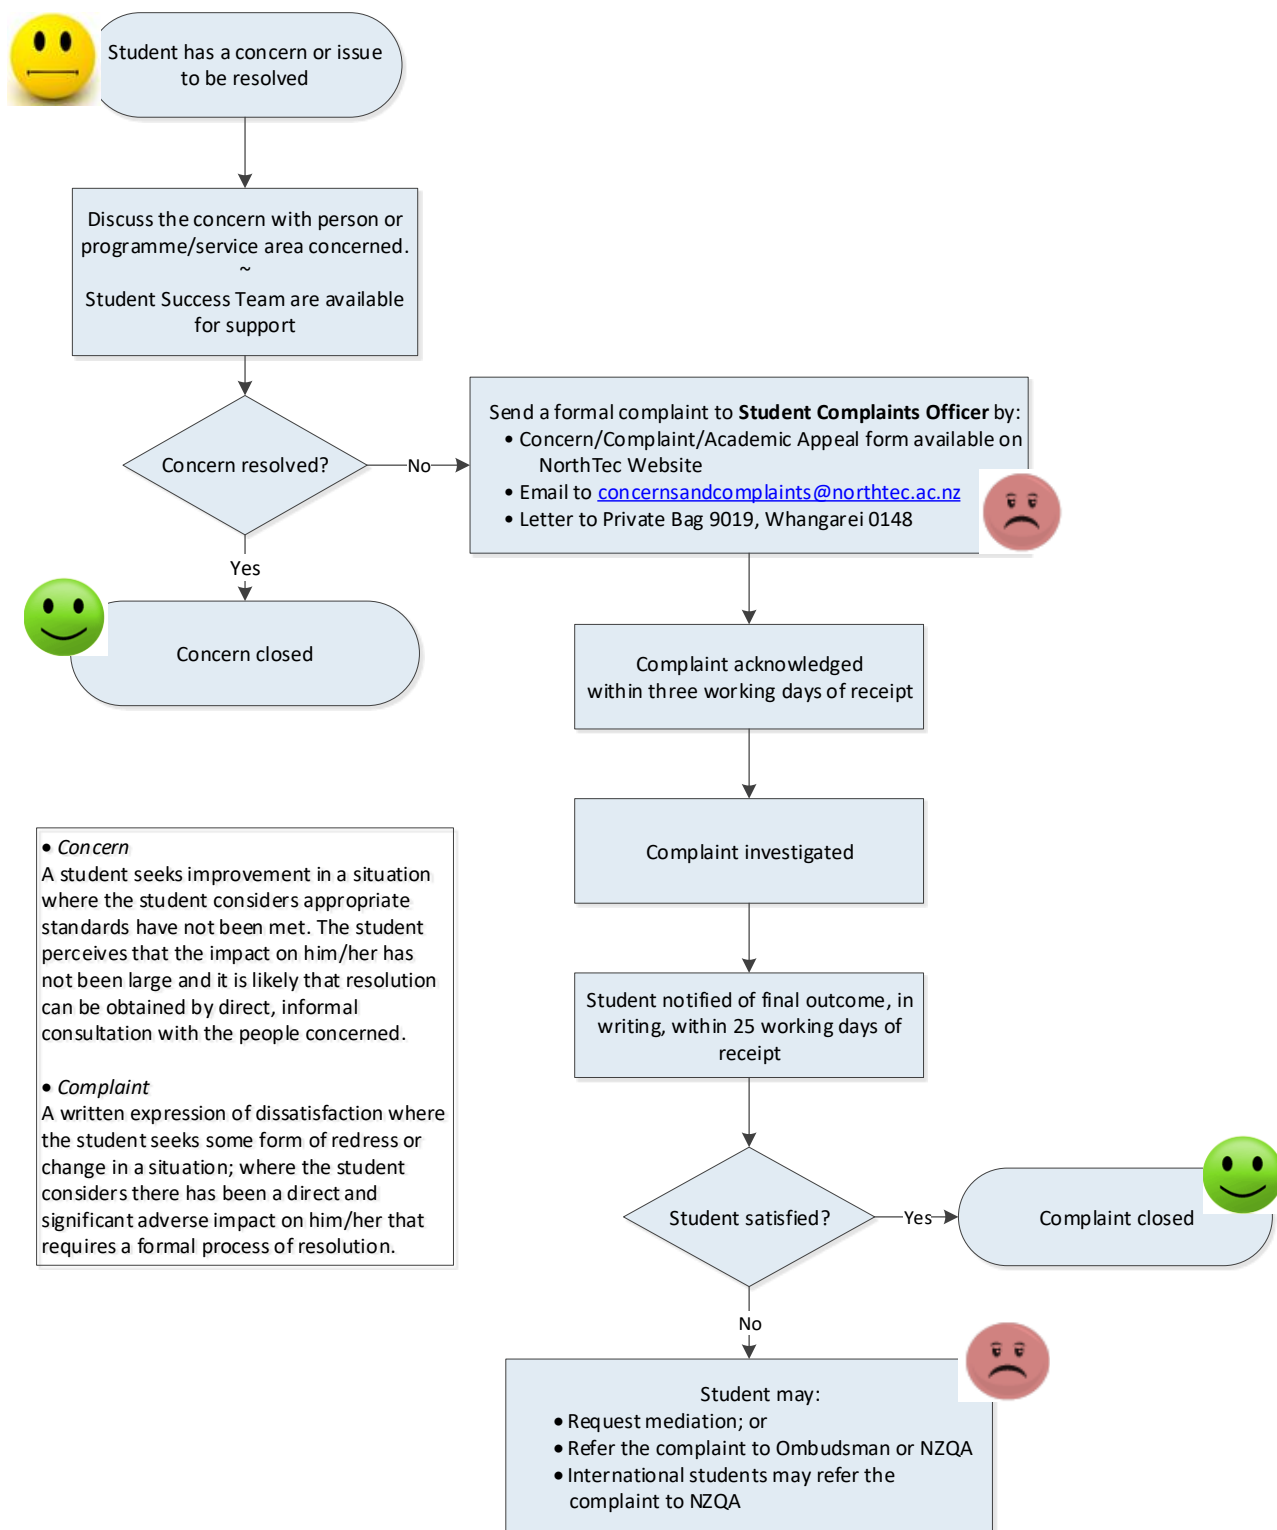 Student has a concern or issue
to be resolved
Discuss the concern with person or
programme/service area concerned.
~
Student Success Team are available
for support
Concern resolved?
No
Yes
Concern closed
Send a formal complaint to Student Complaints Officer by:
• Concern/Complaint/Academic Appeal form available on
NorthTec Website
• Email to concernsandcomplaints@northtec.ac.nz
• Letter to Private Bag 9019, Whangarei 0148
Complaint acknowledged
within three working days of receipt
Complaint investigated
Student notified of final outcome, in
writing, within 25 working days of
receipt
Student satisfied?
Yes
Complaint closed
No
Student may:
• Request mediation; or
• Refer the complaint to Ombudsman or NZQA
• International students may refer the
complaint to NZQA
• Concern
A student seeks improvement in a situation
where the student considers appropriate
standards have not been met. The student
perceives that the impact on him/her has
not been large and it is likely that resolution
can be obtained by direct, informal
consultation with the people concerned.
• Complaint
A written expression of dissatisfaction where
the student seeks some form of redress or
change in a situation; where the student
considers there has been a direct and
significant adverse impact on him/her that
requires a formal process of resolution.